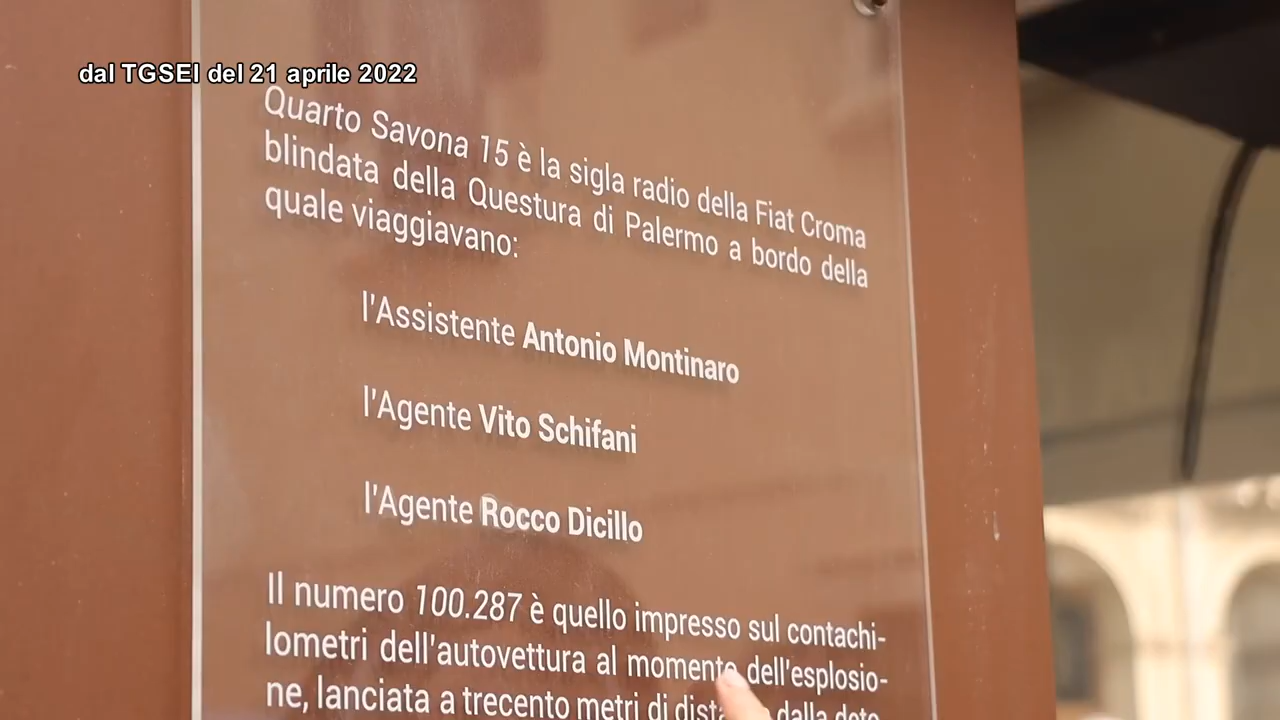 dal TGSEI del 21 aprile 2022
Quarto Savona 15 è la sigla radio della Fiat Croma
blindata della Questura di Palermo a bordo della
quale viaggiavano:
l'Assistente Antonio Montinaro
l'Agente Vito Schifani
l'Agente Rocco Dicillo
Il numero 100.287 è quello impresso sul contachi-
lometri dell'autovettura al momento dell'esplosio-
ne, lanciata a trecento metri di dalla